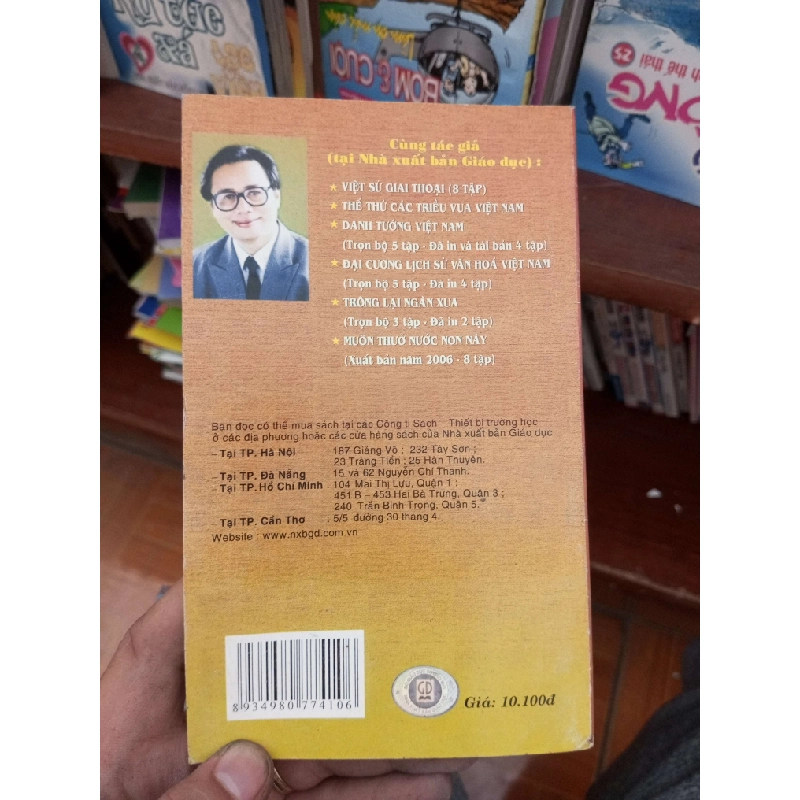 BƠM & CUỘI
Cùng tác giả
(tại Nhà xuất bản Giáo dục) :
★ VIỆT SỬ GIAI THOẠI (8 TẬP)
★ THẾ THỨ CÁC TRIỀU VUA VIỆT NAM
★ DANH TƯỚNG VIỆT NAM
(Trọn bộ 5 tập - Đã in và tái bản 4 tập)
★ ĐẠI CƯƠNG LỊCH SỬ VĂN HOÁ VIỆT NAM
(Trọn bộ 5 tập - Đã in 4 tập)
★ TRÔNG LẠI NGÀN XƯA
(Trọn bộ 3 tập - Đã in 2 tập)
★ MUÔN THUỞ NƯỚC NON NÀY
(Xuất bản năm 2006 - 8 tập)
Bạn đọc có thể mua sách tại các Công ti Sách - Thiết bị trường học
ở các địa phương hoặc các cửa hàng sách của Nhà xuất bản Giáo dục
Tại TP. Hà Nội : 187 Giảng Võ ; 232 Tây Sơn ;
23 Tràng Tiền ; 25 Hàn Thuyên.
Tại TP. Đà Nẵng : 15 và 62 Nguyễn Chí Thanh.
Tại TP. Hồ Chí Minh : 104 Mai Thị Lựu, Quận 1 ;
451B - 453 Hai Bà Trưng, Quận 3 ;
240 Trần Bình Trọng, Quận 5.
Tại TP. Cần Thơ : 5/5 đường 30 tháng 4.
Website : www.nxbgd.com.vn
8 934980 774106
GD
Giá: 10.100đ